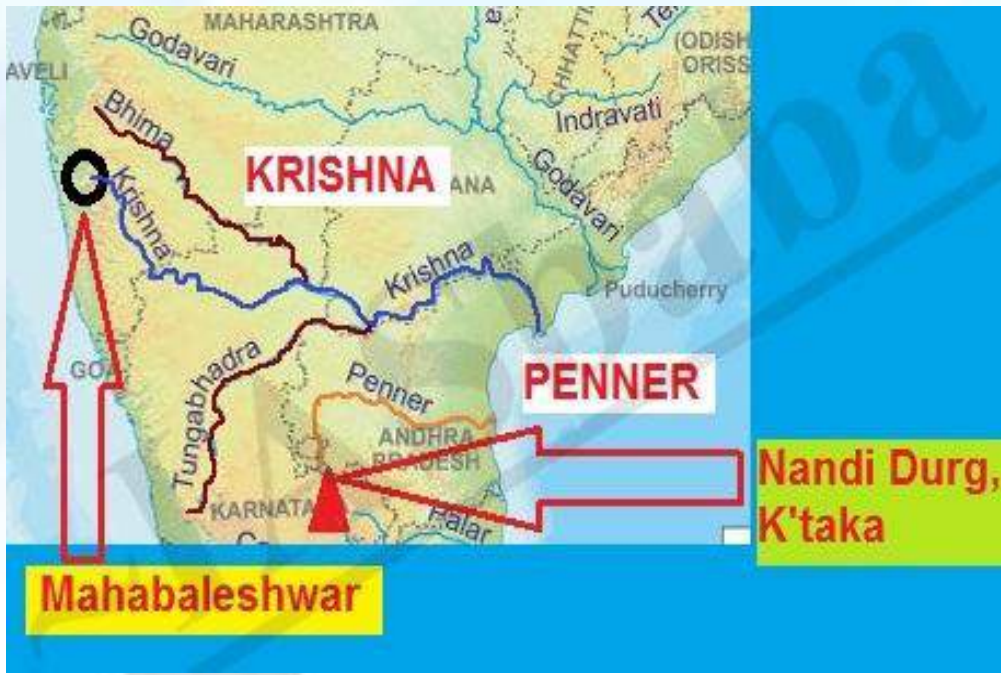 MAHARASHTRA
Godavari
AVELI
Bhima
KRISHNA
ANA
CHHATTI
(ODISH
ORISS
Indravati
Godavari
Krishna
Krishna
Puducherry
GOA
Tungabhadra
Penner
PENNER
ANDHRA
PRADESH
KARNATA
Palar
Nandi Durg,
K'taka
Mahabaleshwar